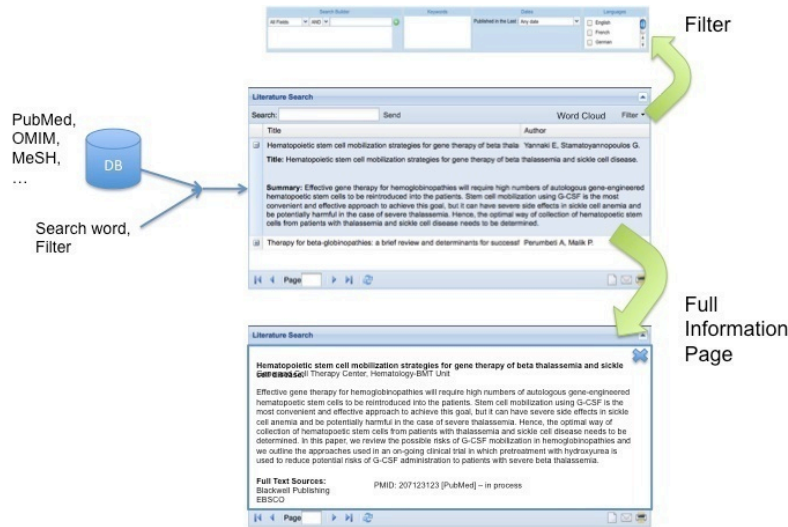 Search Builder
Keywords
Dates
Languages
All Fields AND
Published in the Last: Any date
English
French
German
Filter
Literature Search
Search: Send Word Cloud Filter
Title Author
Hematopoietic stem cell mobilization strategies for gene therapy of beta thala Yannaki E, Stamatoyannopoulos G.
Title: Hematopoietic stem cell mobilization strategies for gene therapy of beta thalassemia and sickle cell disease.
Summary: Effective gene therapy for hemoglobinopathies will require high numbers of autologous gene-engineered
hematopoetic stem cells to be reintroduced into the patients. Stem cell mobilization using G-CSF is the most
convenient and effective approach to achieve this goal, but it can have severe side effects in sickle cell anemia and
be potentially harmful in the case of severe thalassemia. Hence, the optimal way of collection of hematopoetic stem
cells from patients with thalassemia and sickle cell disease needs to be determined.
Therapy for beta-globinopathies: a brief review and determinants for successf Perumbeti A, Malik P.
Page
PubMed,
OMIM,
MeSH,
...
DB
Search word,
Filter
Full
Information
Page
Literature Search
Hematopoietic stem cell mobilization strategies for gene therapy of beta thalassemia and sickle
cell disease.
Gene and Cell Therapy Center, Hematology-BMT Unit
Effective gene therapy for hemoglobinopathies will require high numbers of autologous gene-engineered
hematopoetic stem cells to be reintroduced into the patients. Stem cell mobilization using G-CSF is the
most convenient and effective approach to achieve this goal, but it can have severe side effects in sickle
cell anemia and be potentially harmful in the case of severe thalassemia. Hence, the optimal way of
collection of hematopoetic stem cells from patients with thalassemia and sickle cell disease needs to be
determined. In this paper, we review the possible risks of G-CSF mobilization in hemoglobinopathies and
we outline the approaches used in an on-going clinical trial in which pretreatment with hydroxyurea is
used to reduce potential risks of G-CSF administration to patients with severe beta thalassemia.
Full Text Sources:
Blackwell Publishing
EBSCO
PMID: 207123123 [PubMed] – in process
Page